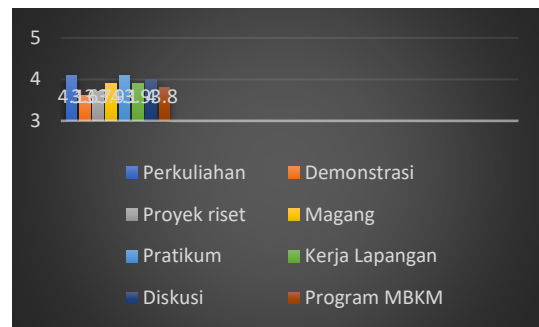 5
4
3
Perkuliahan Demonstrasi
Proyek riset Magang
Pratikum Kerja Lapangan
Diskusi Program MBKM